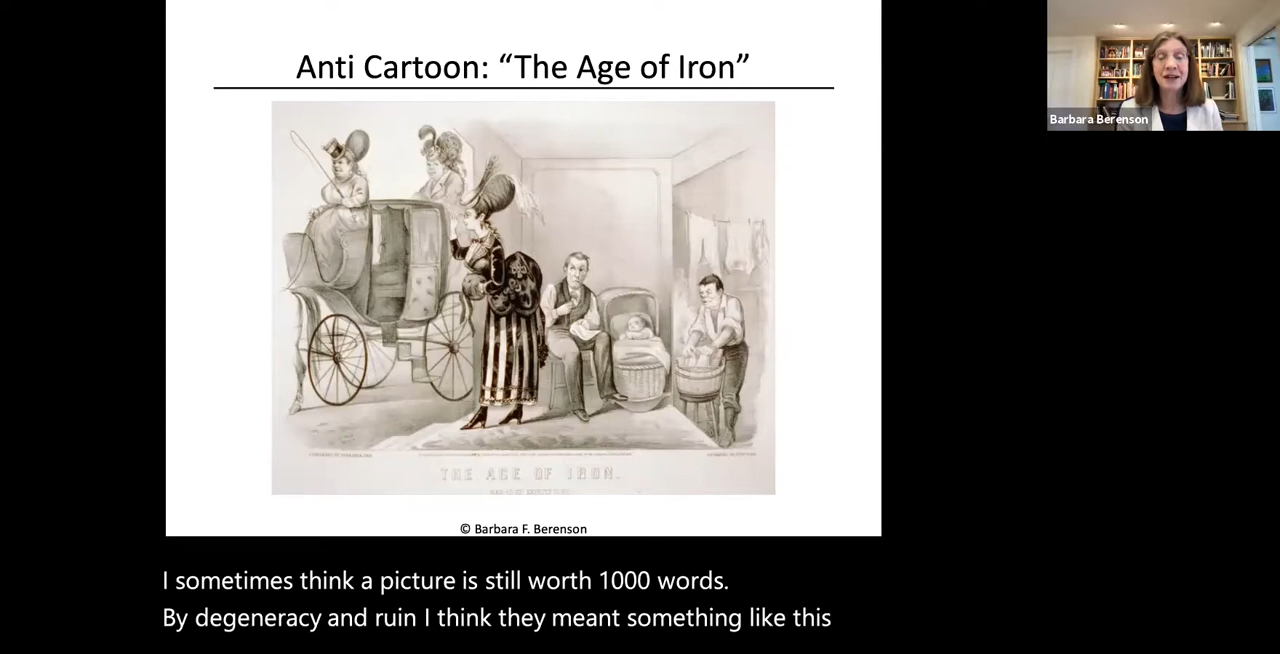 Anti Cartoon: “The Age of Iron”
Barbara Berenson
THE AGE OF IRON.
© Barbara F. Berenson
I sometimes think a picture is still worth 1000 words.
By degeneracy and ruin I think they meant something like this